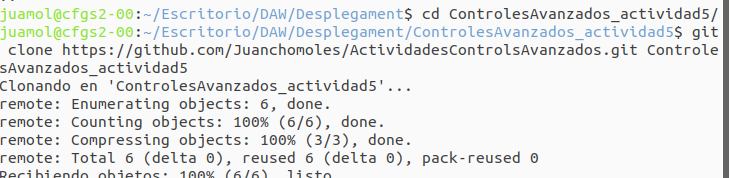 juamol@cfgs2-00:~/Escritorio/DAW/Desplegament$ cd ControlesAvanzados_actividad5/
juamol@cfgs2-00:~/Escritorio/DAW/Desplegament/ControlesAvanzados_actividad5$ git
clone https://github.com/Juanchomoles/ActividadesControlsAvanzados.git Controle
sAvanzados_actividad5
Clonando en 'ControlesAvanzados_actividad5'...
remote: Enumerating objects: 6, done.
remote: Counting objects: 100% (6/6), done.
remote: Compressing objects: 100% (3/3), done.
remote: Total 6 (delta 0), reused 6 (delta 0), pack-reused 0
Recibiendo objetos: 100% (6/6), listo.